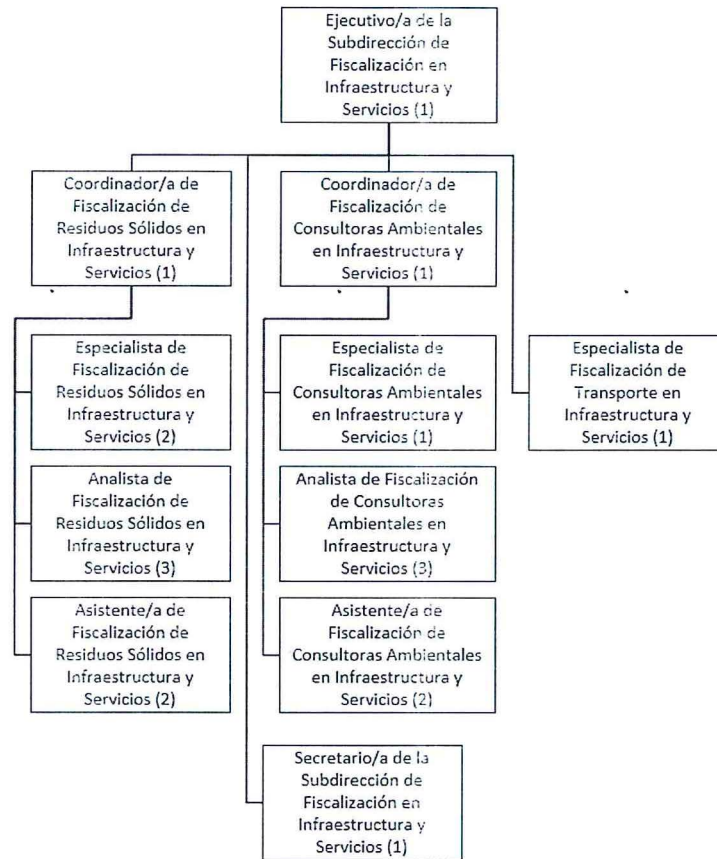 Ejecutivo/a de la
Subdirección de
Fiscalización en
Infraestructura y
Servicios (1)
Coordinador/a de
Fiscalización de
Residuos Sólidos en
Infraestructura y
Servicios (1)
Coordinador/a de
Fiscalización de
Consultoras Ambientales
en Infraestructura y
Servicios (1)
Especialista de
Fiscalización de
Residuos Sólidos en
Infraestructura y
Servicios (2)
Especialista de
Fiscalización de
Consultoras Ambientales
en Infraestructura y
Servicios (1)
Especialista de
Fiscalización de
Transporte en
Infraestructura y
Servicios (1)
Analista de
Fiscalización de
Residuos Sólidos en
Infraestructura y
Servicios (3)
Analista de Fiscalización
de Consultoras
Ambientales en
Infraestructura y
Servicios (3)
Asistente/a de
Fiscalización de
Residuos Sólidos en
Infraestructura y
Servicios (2)
Asistente/a de
Fiscalización de
Consultoras Ambientales
en Infraestructura y
Servicios (2)
Secretario/a de la
Subdirección de
Fiscalización en
Infraestructura y
Servicios (1)